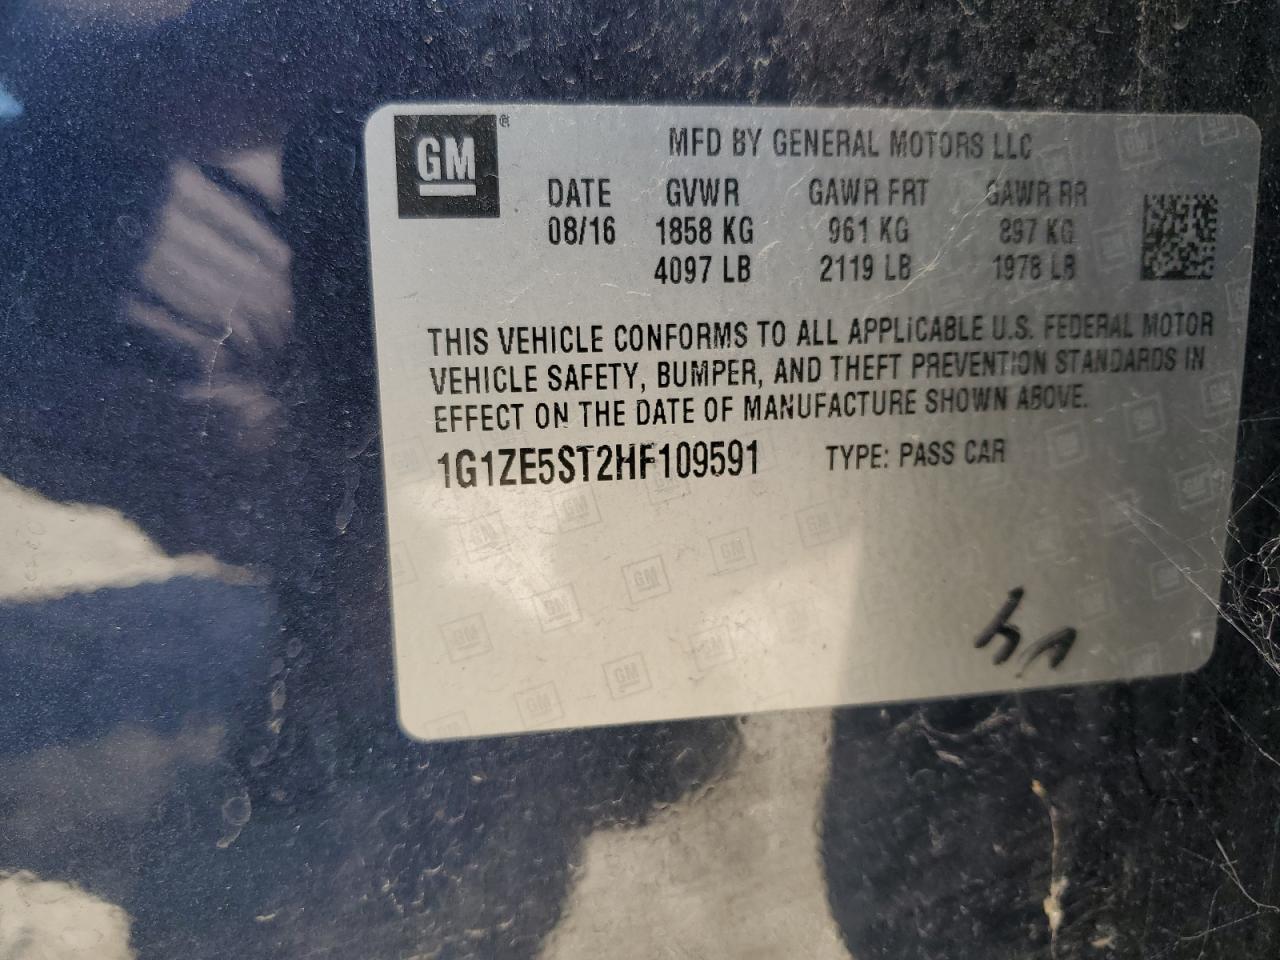 GM ®
MFD BY GENERAL MOTORS LLC
DATE GVWR GAWR FRT GAWR RR
08/16 1858 KG 961 KG 897 KG
4097 LB 2119 LB 1978 LB
THIS VEHICLE CONFORMS TO ALL APPLICABLE U.S. FEDERAL MOTOR
VEHICLE SAFETY, BUMPER, AND THEFT PREVENTION STANDARDS IN
EFFECT ON THE DATE OF MANUFACTURE SHOWN ABOVE.
1G1ZE5ST2HF109591 TYPE: PASS CAR